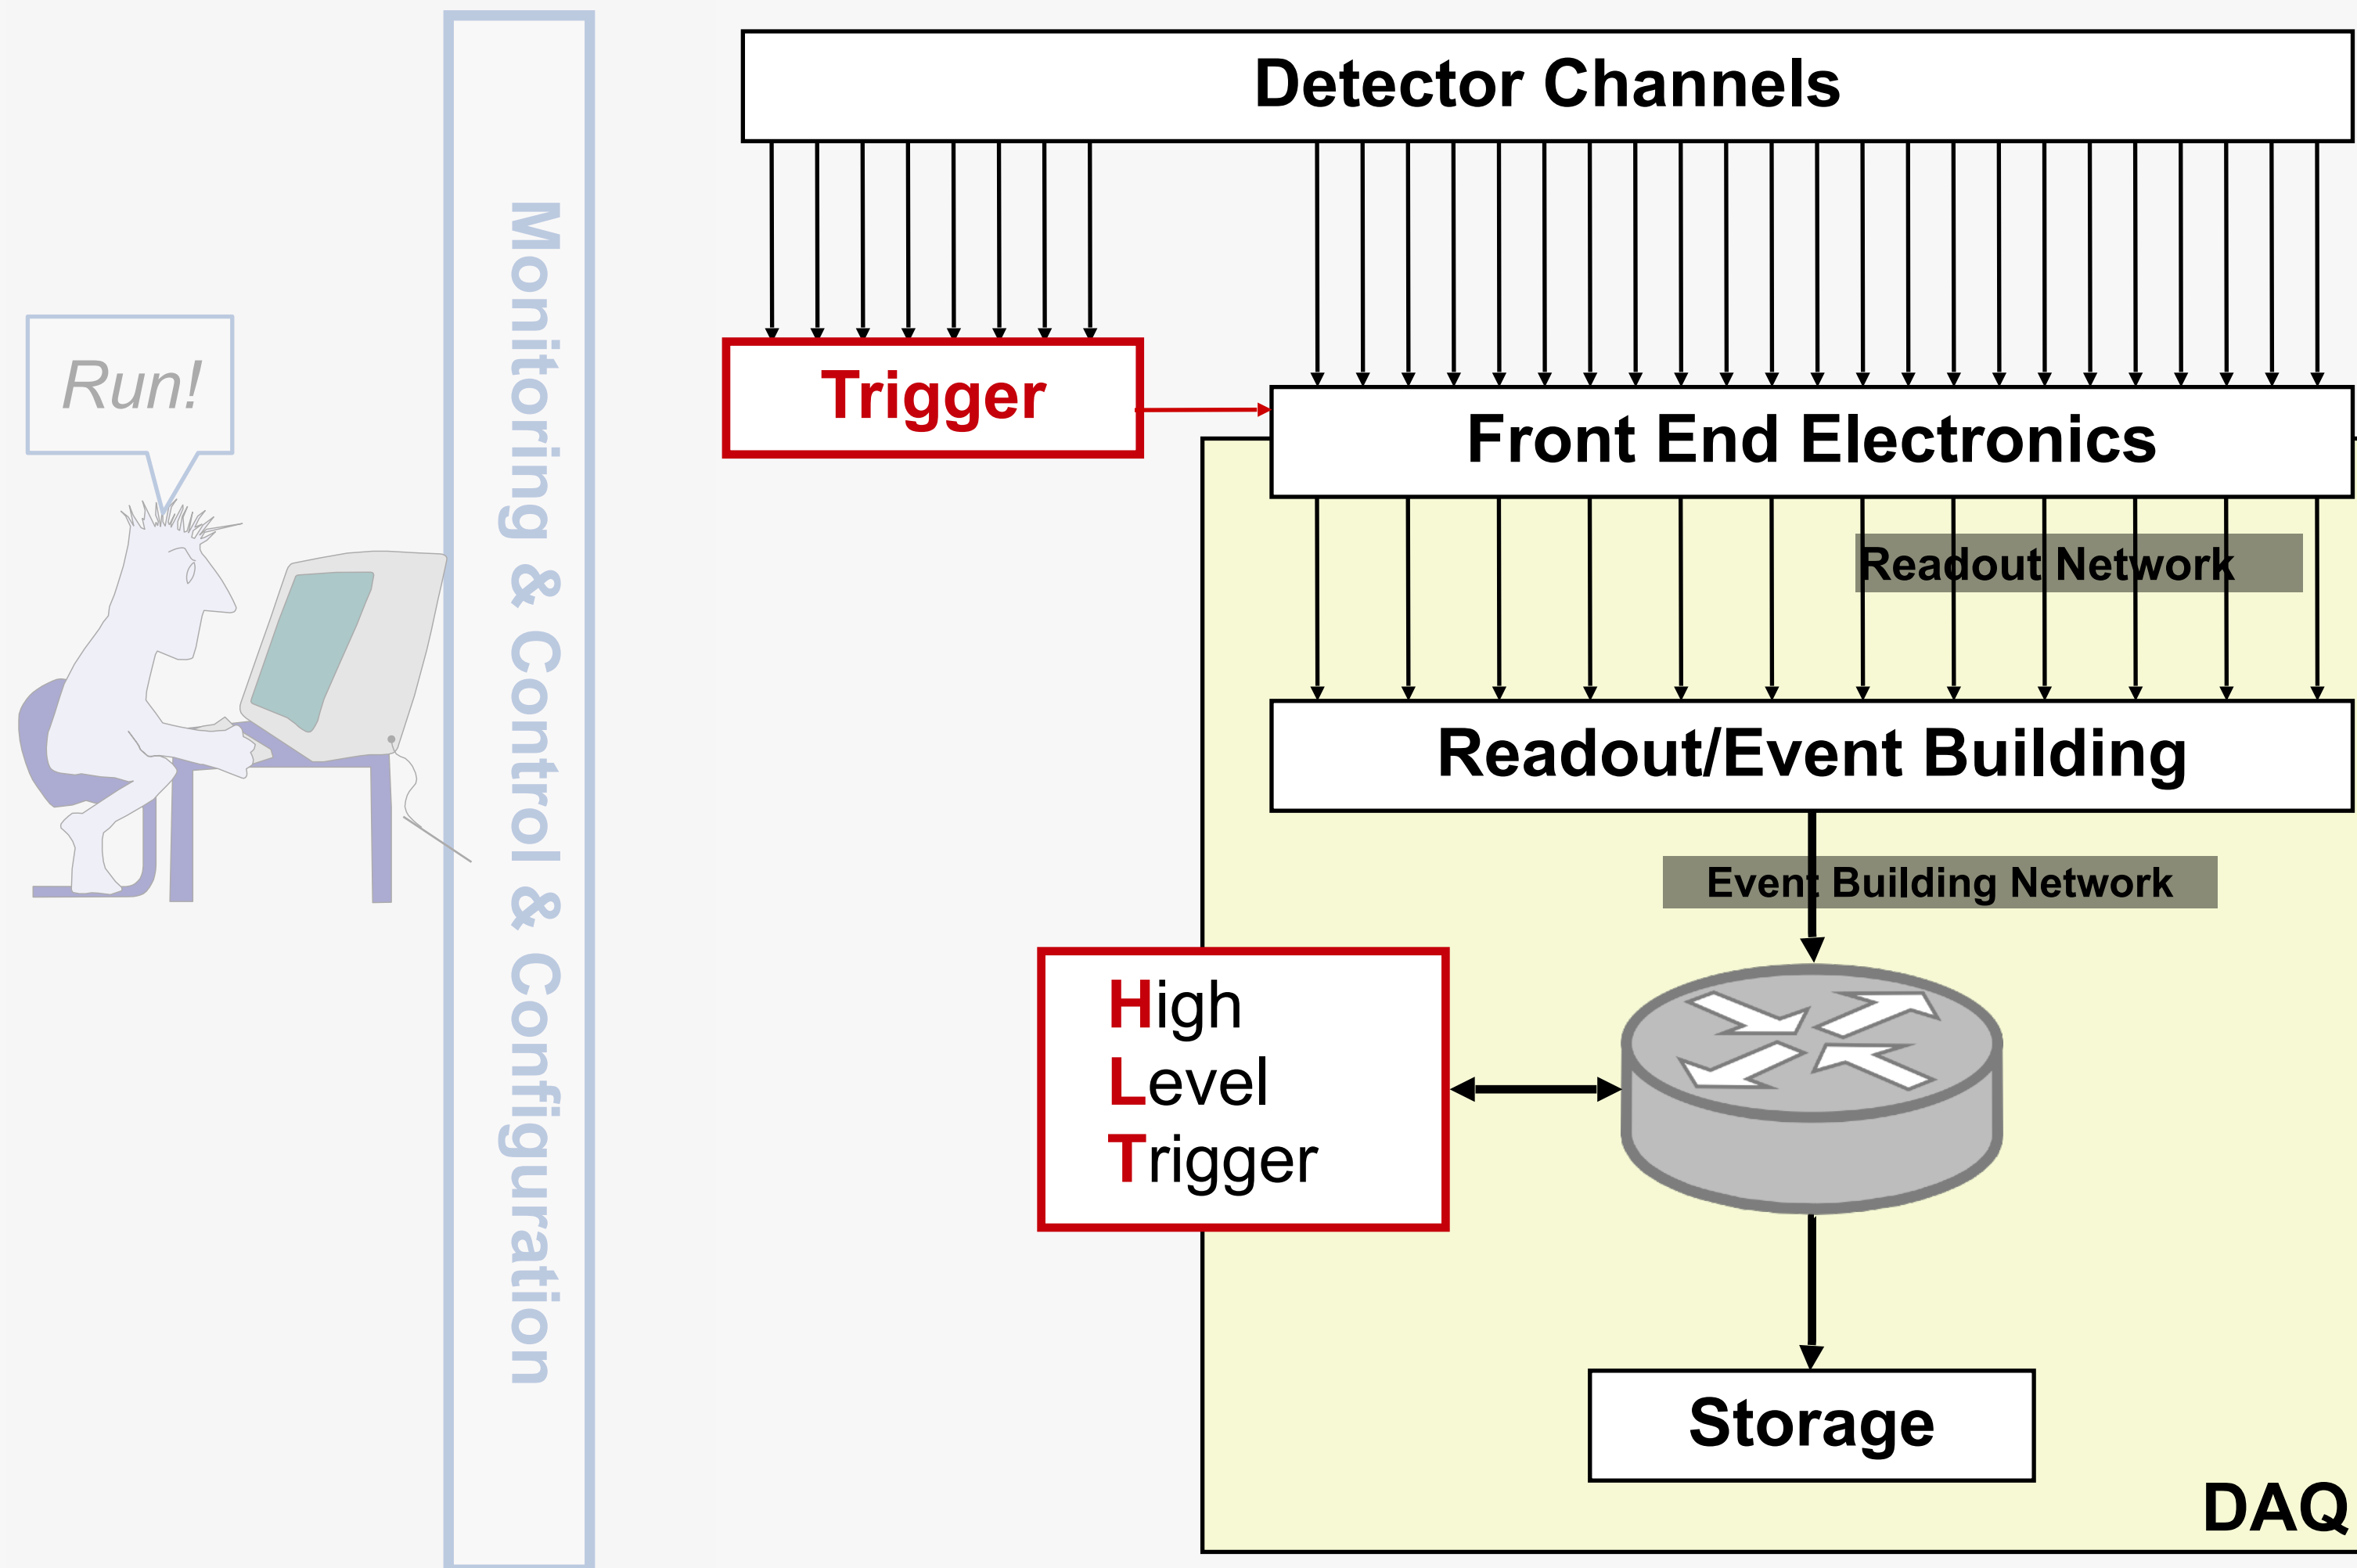 Detector Channels
Run!
Monitoring & Control & Configuration
Trigger
Front End Electronics
Readout Network
Readout/Event Building
Event Building Network
High
Level
Trigger
Storage
DAQ